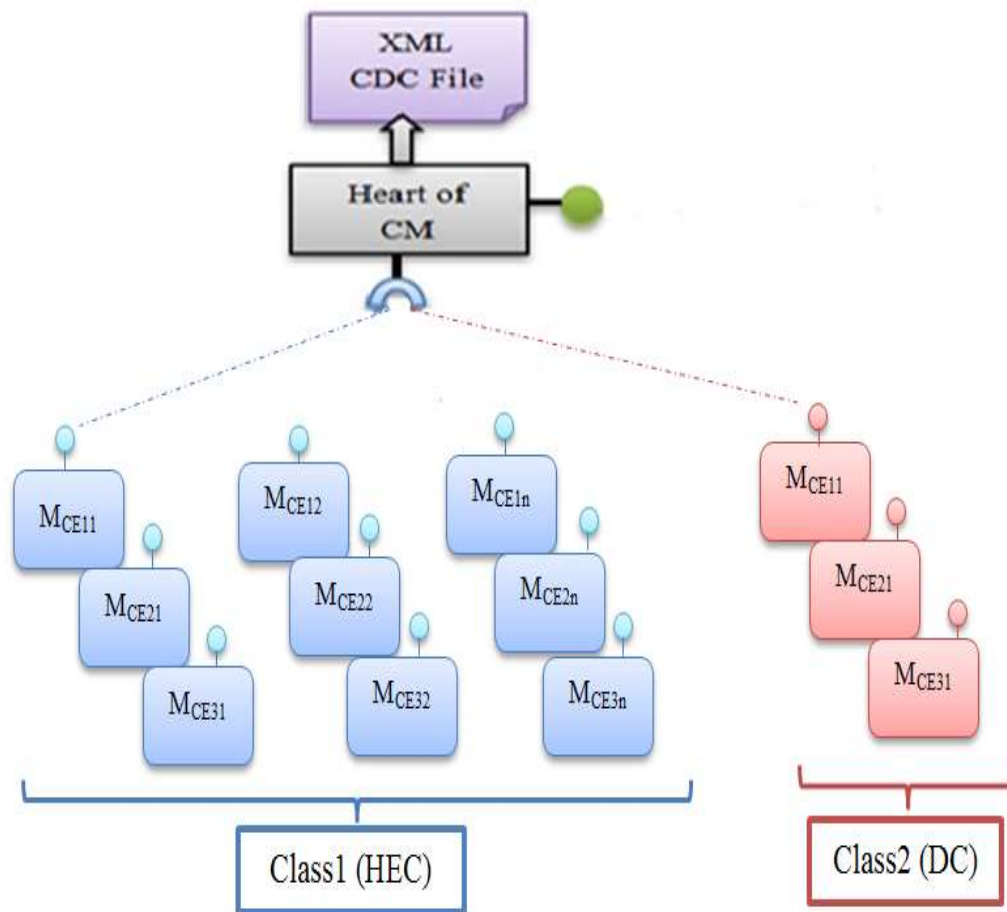 XML
CDC File
Heart of
CM
MCE11
MCE12
MCE1n
MCE11
MCE21
MCE22
MCE2n
MCE21
MCE31
MCE32
MCE3n
MCE31
Class1 (HEC)
Class2 (DC)